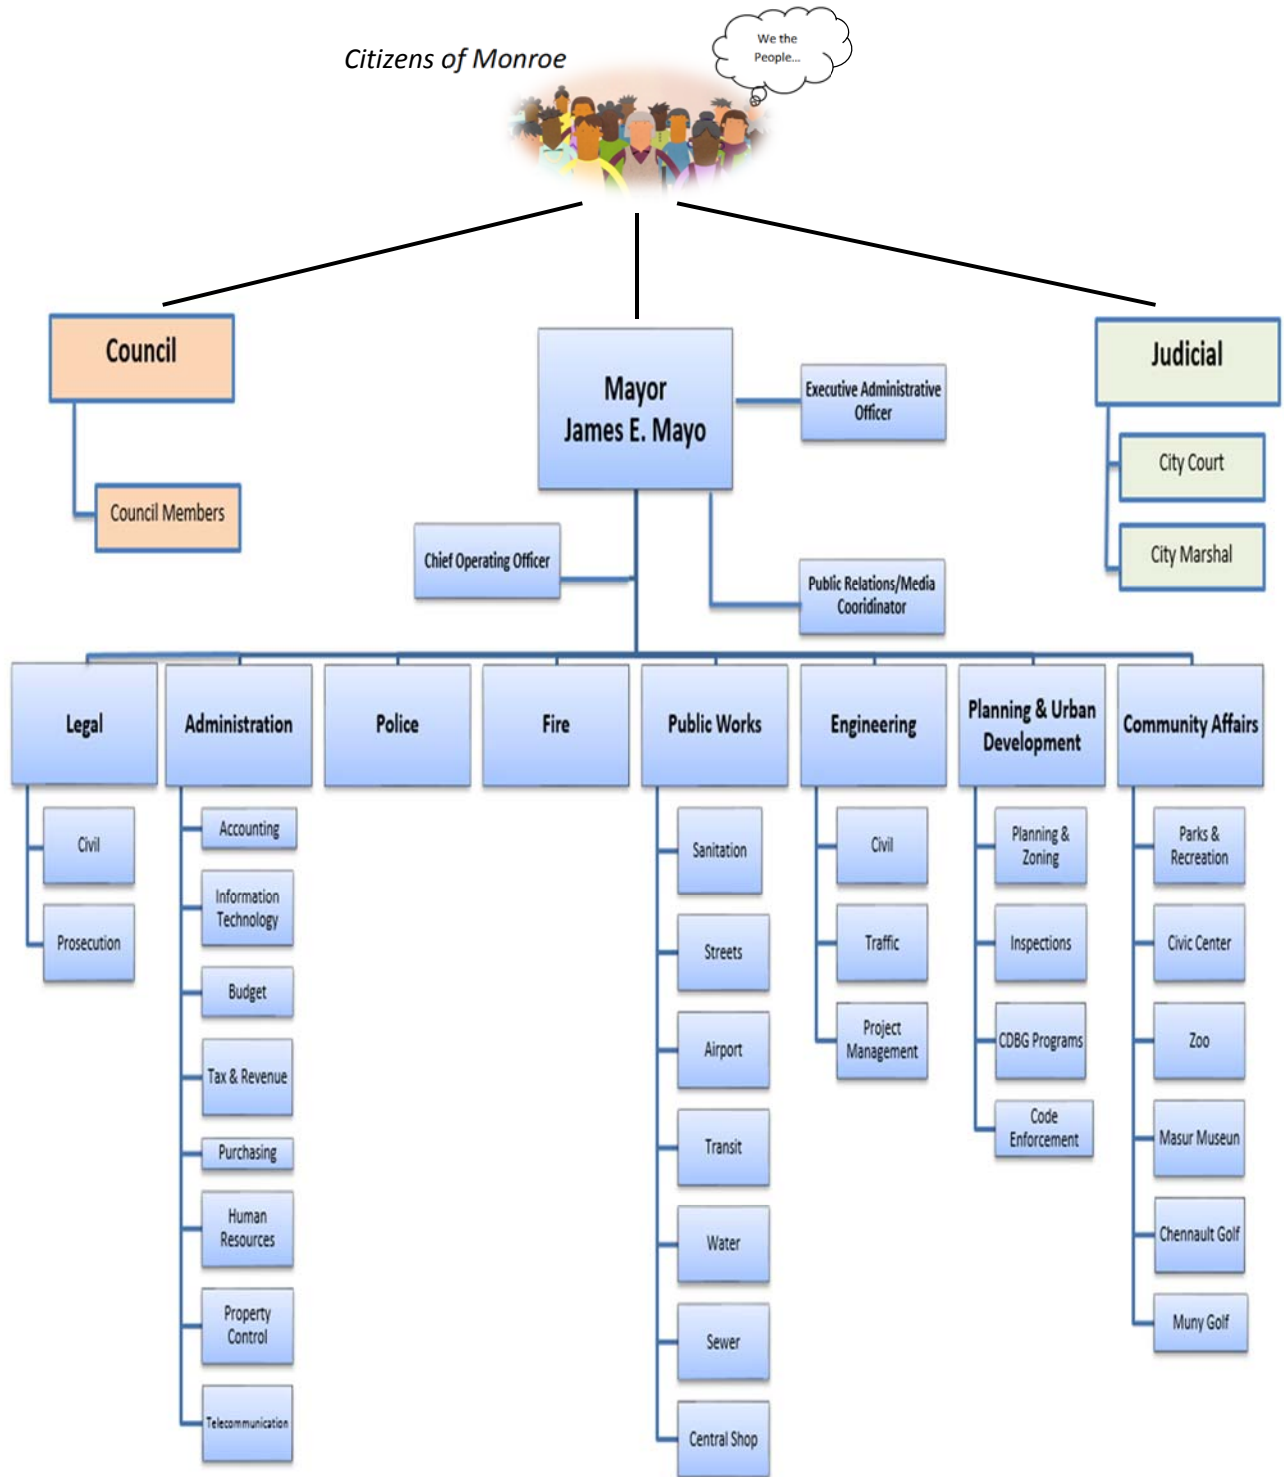 Citizens of Monroe
We the
People...
Council
Council Members
Mayor
James E. Mayo
Executive Administrative
Officer
Chief Operating Officer
Public Relations/Media
Cooridinator
Judicial
City Court
City Marshal
Legal
Civil
Prosecution
Administration
Accounting
Information
Technology
Budget
Tax & Revenue
Purchasing
Human
Resources
Property
Control
Telecommunication
Police
Fire
Public Works
Sanitation
Streets
Airport
Transit
Water
Sewer
Central Shop
Engineering
Civil
Traffic
Project
Management
Planning & Urban
Development
Planning &
Zoning
Inspections
CDBG Programs
Code
Enforcement
Community Affairs
Parks &
Recreation
Civic Center
Zoo
Masur Museun
Chennault Golf
Muny Golf